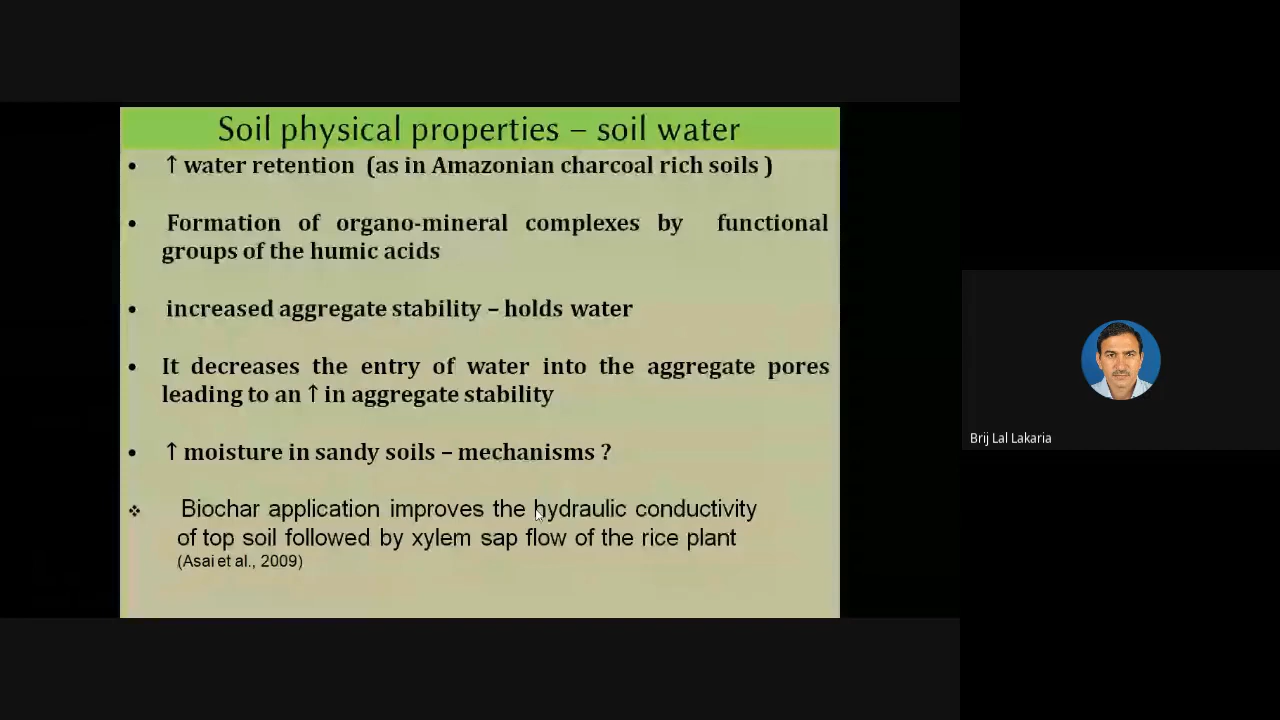 Soil physical properties – soil water
• ↑ water retention (as in Amazonian charcoal rich soils )
• Formation of organo-mineral complexes by functional
groups of the humic acids
• increased aggregate stability – holds water
• It decreases the entry of water into the aggregate pores
leading to an ↑ in aggregate stability
• ↑ moisture in sandy soils – mechanisms ?
❖ Biochar application improves the hydraulic conductivity
of top soil followed by xylem sap flow of the rice plant
(Asai et al., 2009)
Brij Lal Lakaria